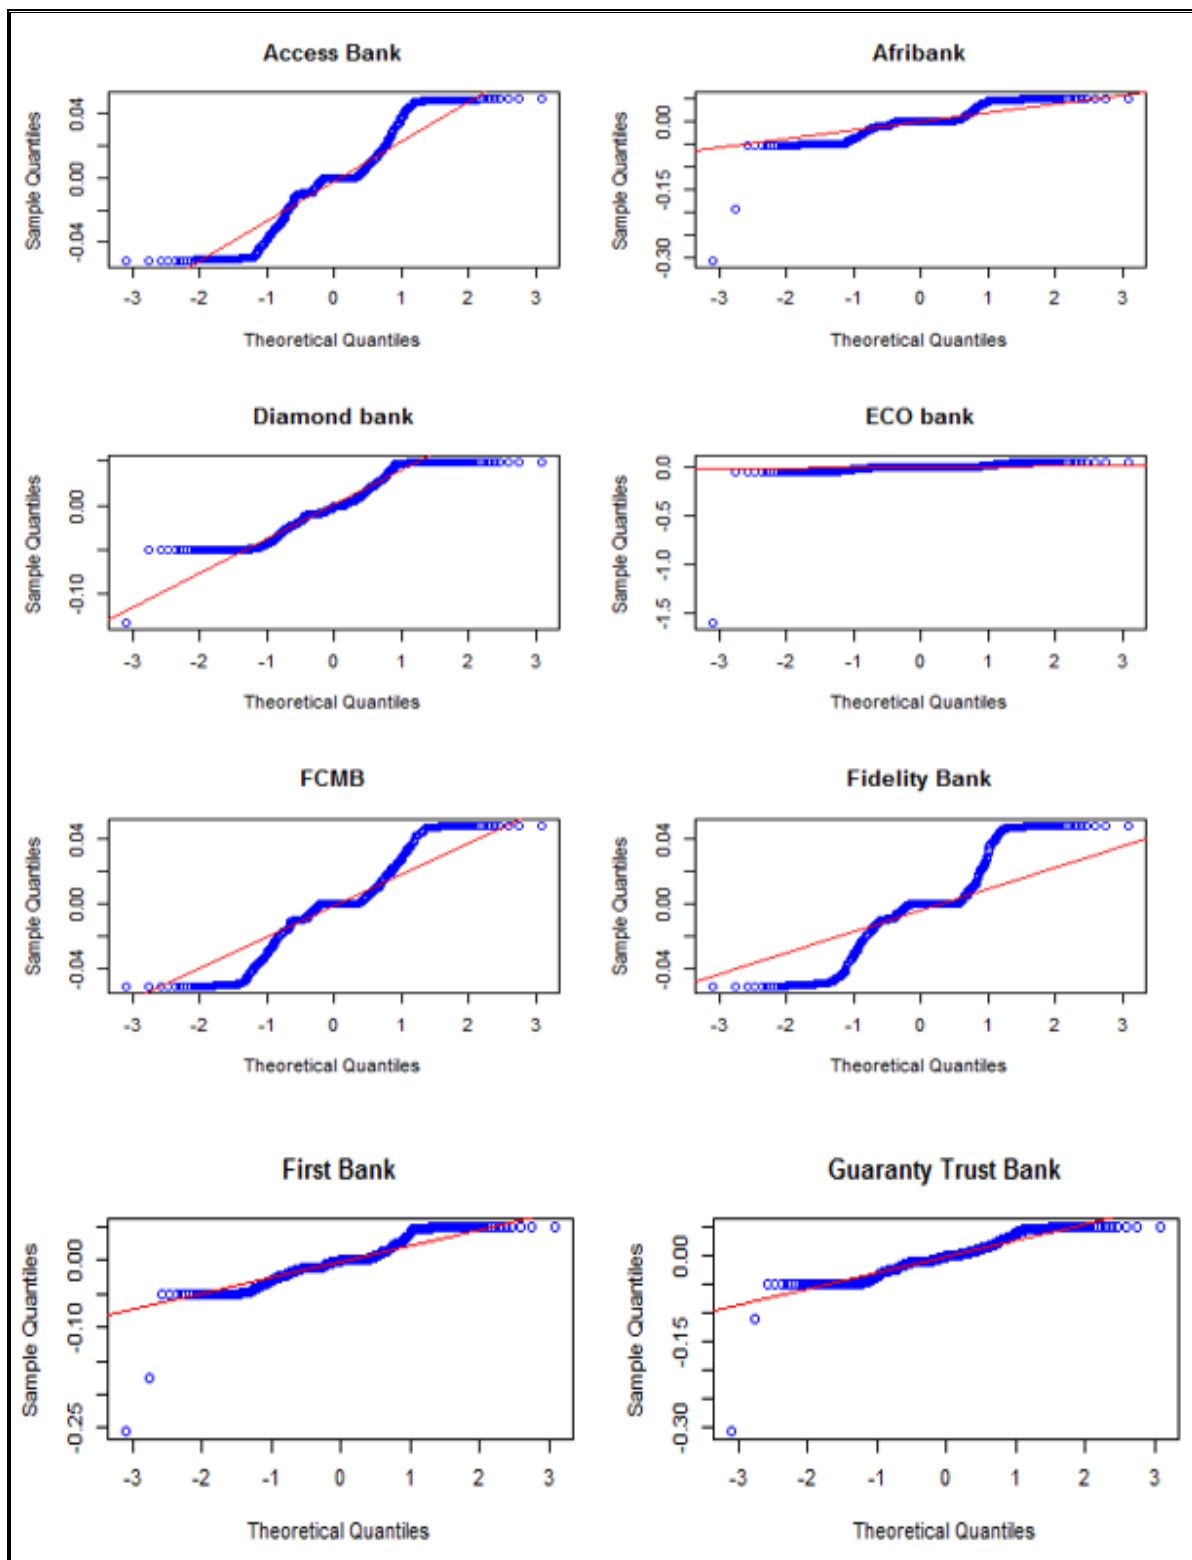 Access Bank
Sample Quantiles
-0.04 0.00 0.04
-3 -2 -1 0 1 2 3
Theoretical Quantiles
Afribank
Sample Quantiles
-0.30 -0.15 0.00
-3 -2 -1 0 1 2 3
Theoretical Quantiles
Diamond bank
Sample Quantiles
-0.10 0.00
-3 -2 -1 0 1 2 3
Theoretical Quantiles
ECO bank
Sample Quantiles
-1.5 -1.0 -0.5 0.0
-3 -2 -1 0 1 2 3
Theoretical Quantiles
FCMB
Sample Quantiles
-0.04 0.00 0.04
-3 -2 -1 0 1 2 3
Theoretical Quantiles
Fidelity Bank
Sample Quantiles
-0.04 0.00 0.04
-3 -2 -1 0 1 2 3
Theoretical Quantiles
First Bank
Sample Quantiles
-0.25 -0.10 0.00
-3 -2 -1 0 1 2 3
Theoretical Quantiles
Guaranty Trust Bank
Sample Quantiles
-0.30 -0.15 0.00
-3 -2 -1 0 1 2 3
Theoretical Quantiles